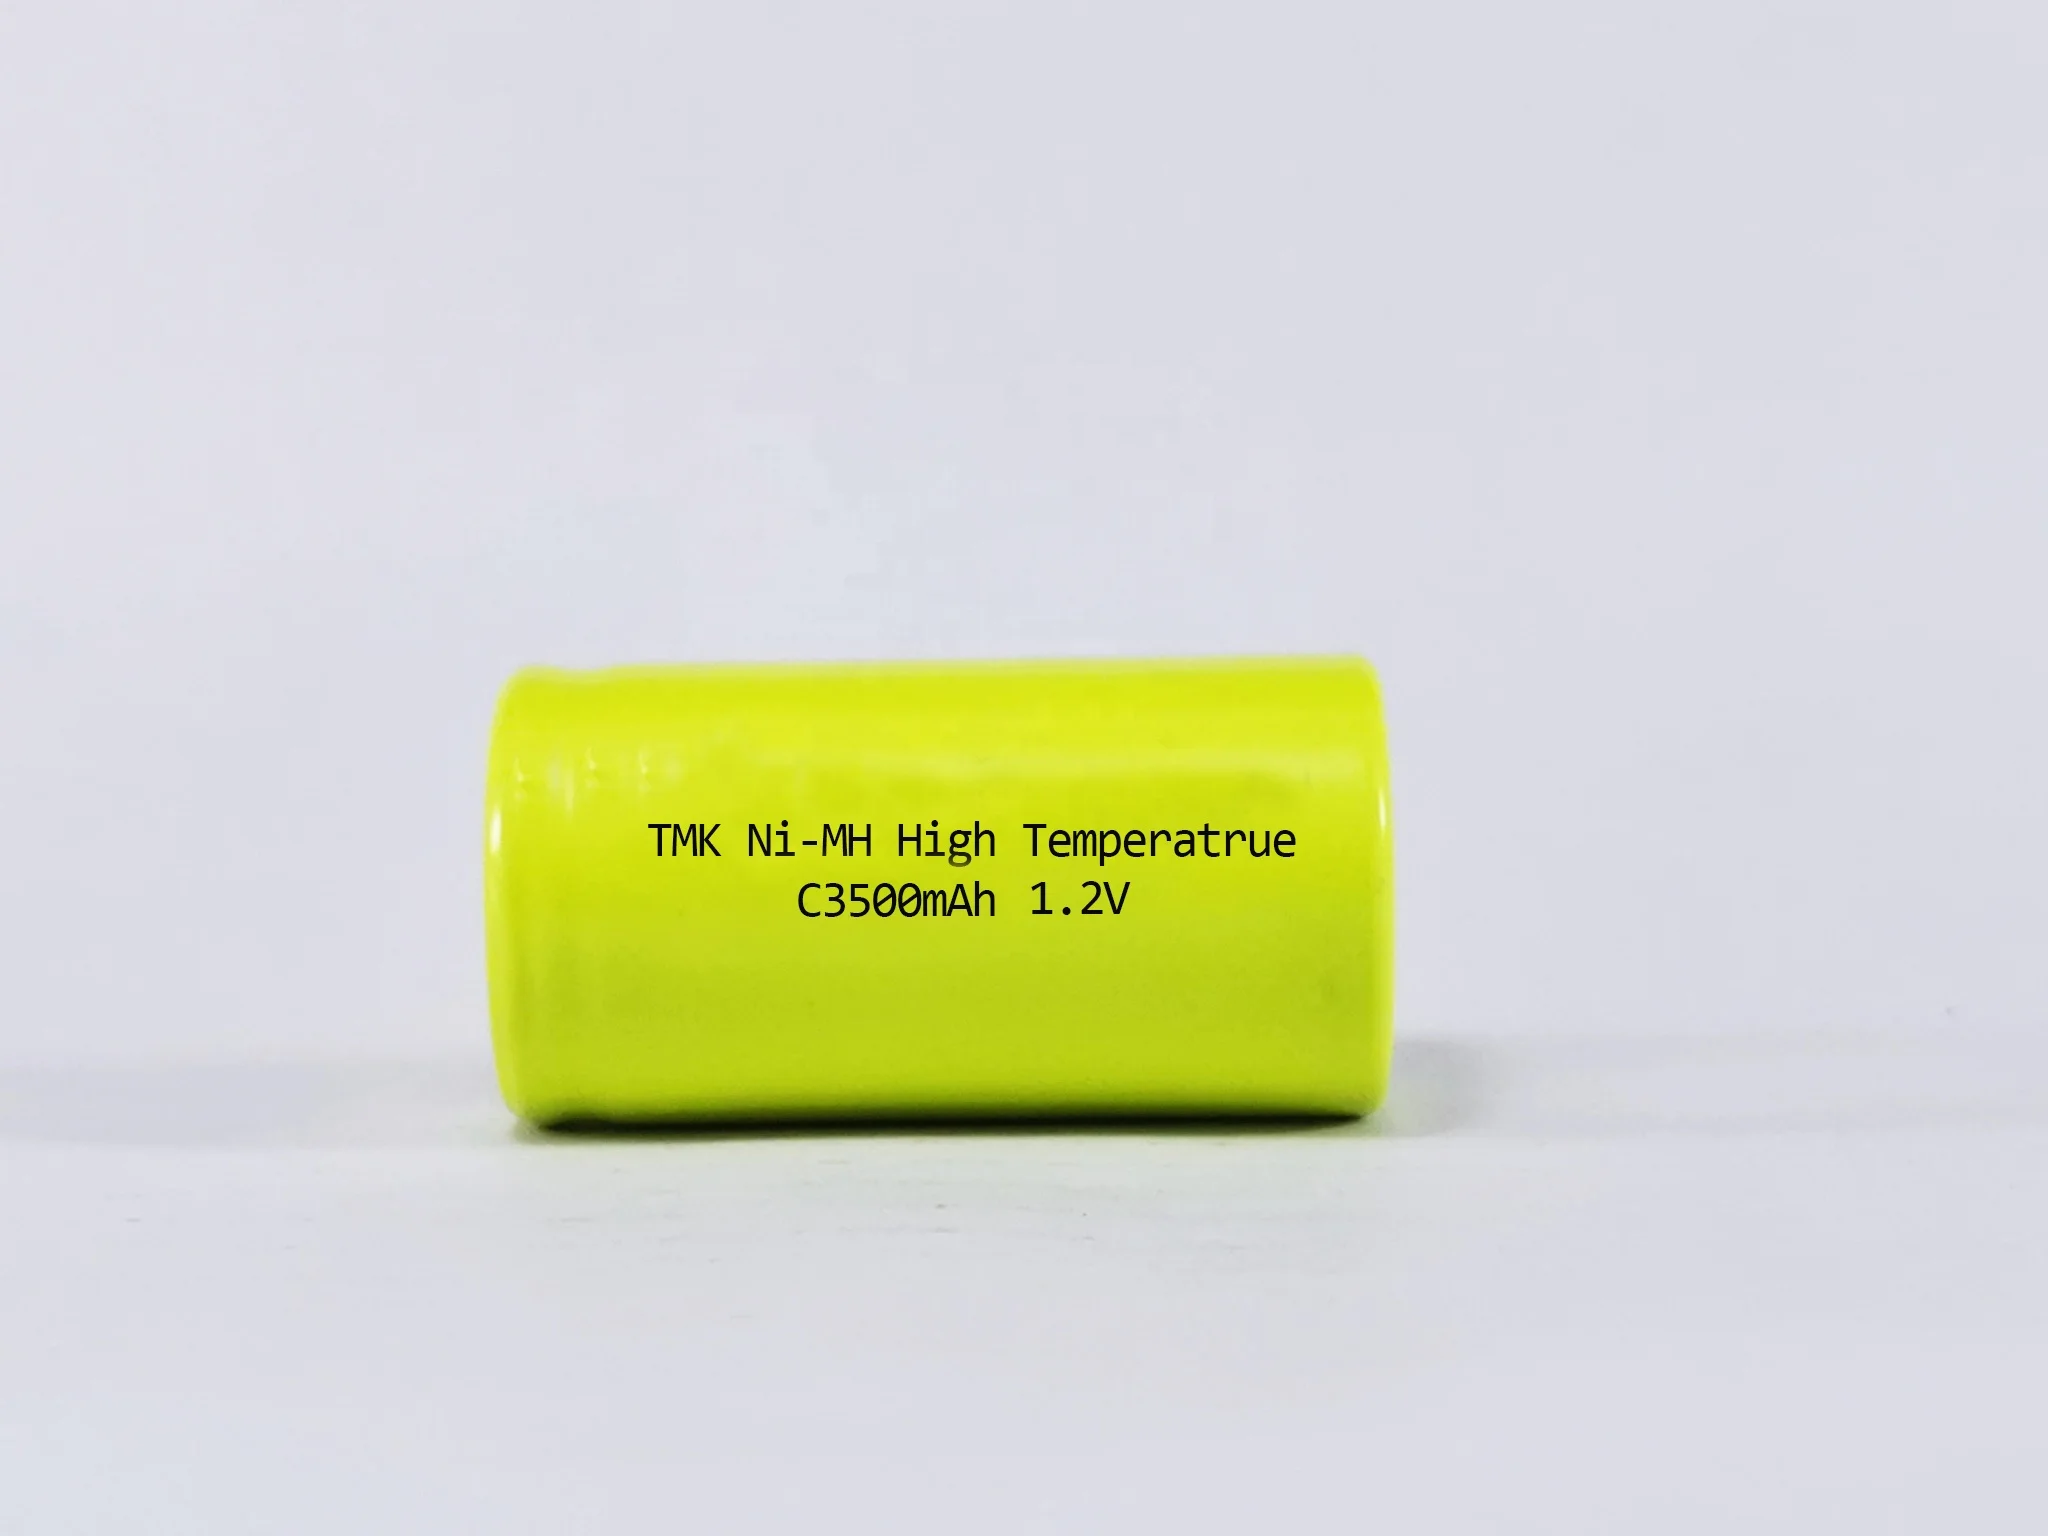 TMK Ni-MH High Temperatrue
C3500mAh 1.2V